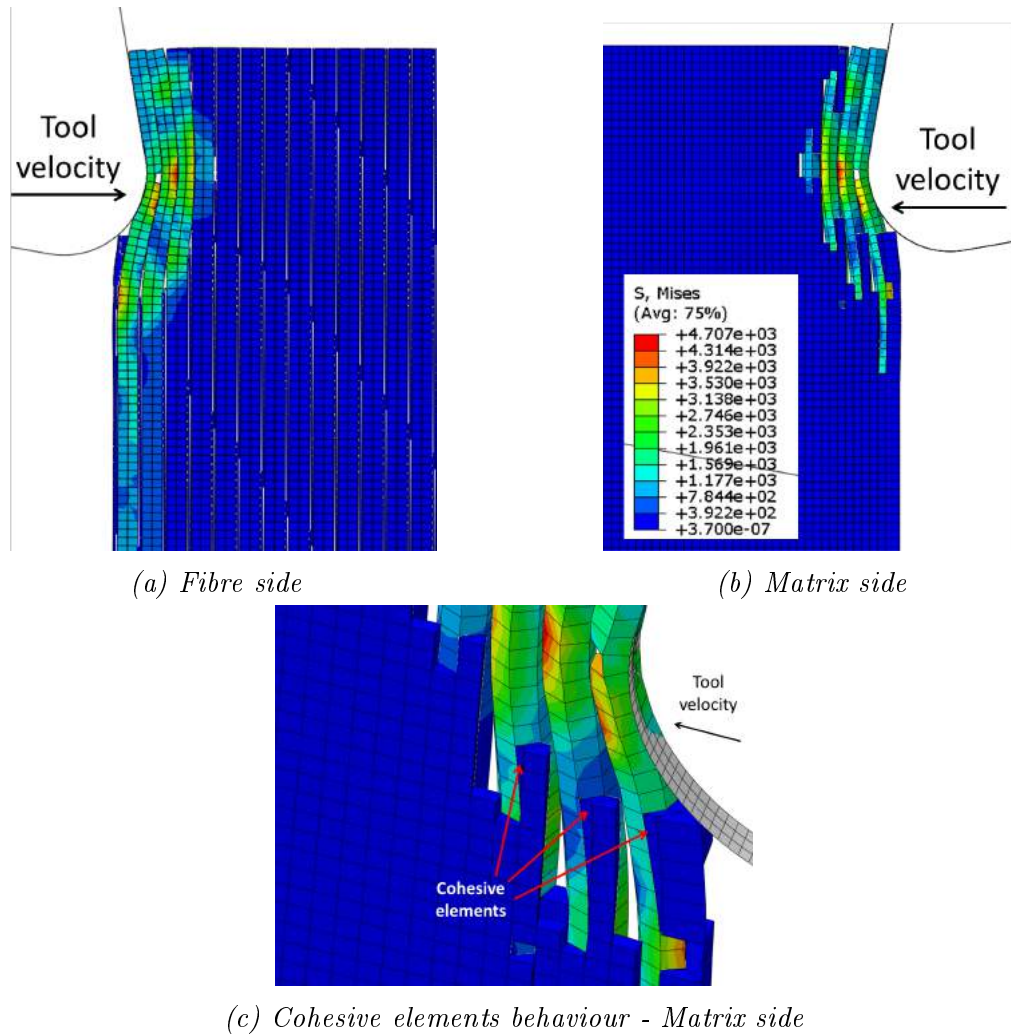 Tool
velocity
Tool
velocity
S, Mises
(Avg: 75%)
+4.707e+03
+4.314e+03
+3.922e+03
+3.530e+03
+3.138e+03
+2.746e+03
+2.353e+03
+1.961e+03
+1.569e+03
+1.177e+03
+7.844e+02
+3.922e+02
+3.700e-07
(a) Fibre side
(b) Matrix side
Tool
velocity
Cohesive
elements
(c) Cohesive elements behaviour - Matrix side